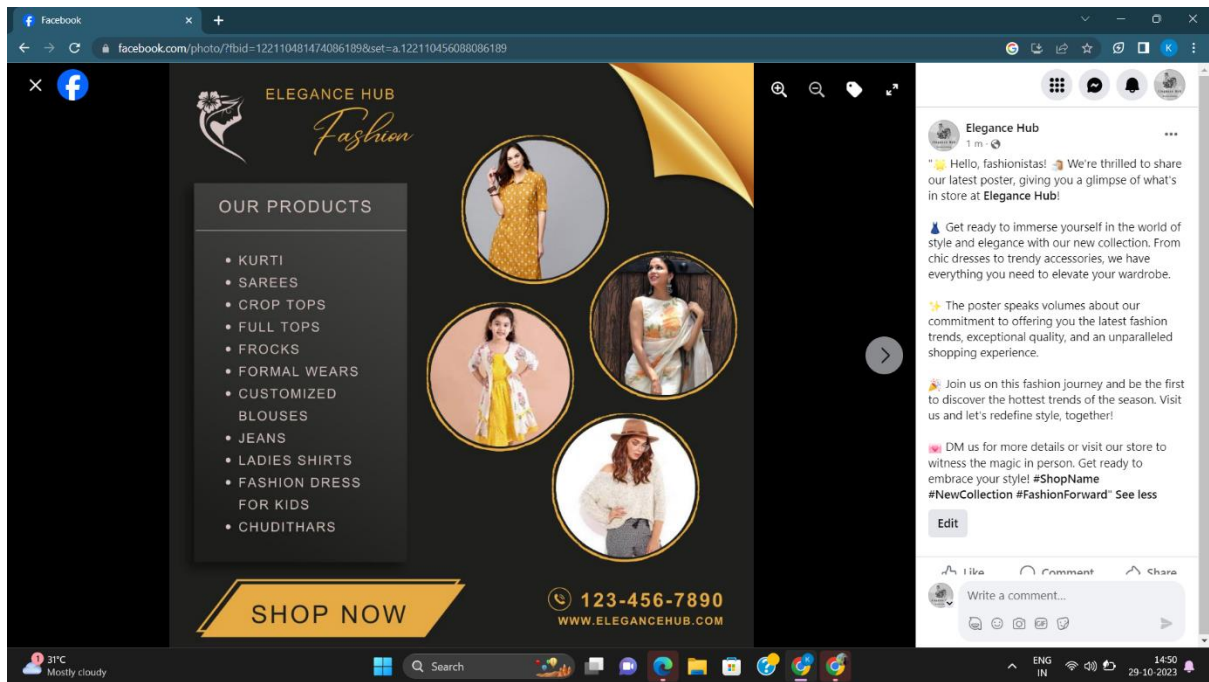 Facebook
facebook.com/photo/?fbid=122110481474086189&set=a.122110456088086189
K
ELEGANCE HUB
Fashion
OUR PRODUCTS
• KURTI
• SAREES
• CROP TOPS
• FULL TOPS
• FROCKS
• FORMAL WEARS
• CUSTOMIZED
BLOUSES
• JEANS
• LADIES SHIRTS
• FASHION DRESS
FOR KIDS
• CHUDITHARS
SHOP NOW
123-456-7890
WWW.ELEGANCEHUB.COM
Elegance Hub
1 m
"🌟 Hello, fashionistas! We're thrilled to share
our latest poster, giving you a glimpse of what's
in store at Elegance Hub!
👗 Get ready to immerse yourself in the world of
style and elegance with our new collection. From
chic dresses to trendy accessories, we have
everything you need to elevate your wardrobe.
✨ The poster speaks volumes about our
commitment to offering you the latest fashion
trends, exceptional quality, and an unparalleled
shopping experience.
🎉 Join us on this fashion journey and be the first
to discover the hottest trends of the season. Visit
us and let's redefine style, together!
💌 DM us for more details or visit our store to
witness the magic in person. Get ready to
embrace your style! #ShopName
#NewCollection #FashionForward" See less
Edit
Like Comment Share
Write a comment...
GIF
1
31°C
Mostly cloudy
Search
ENG
IN
14:50
29-10-2023